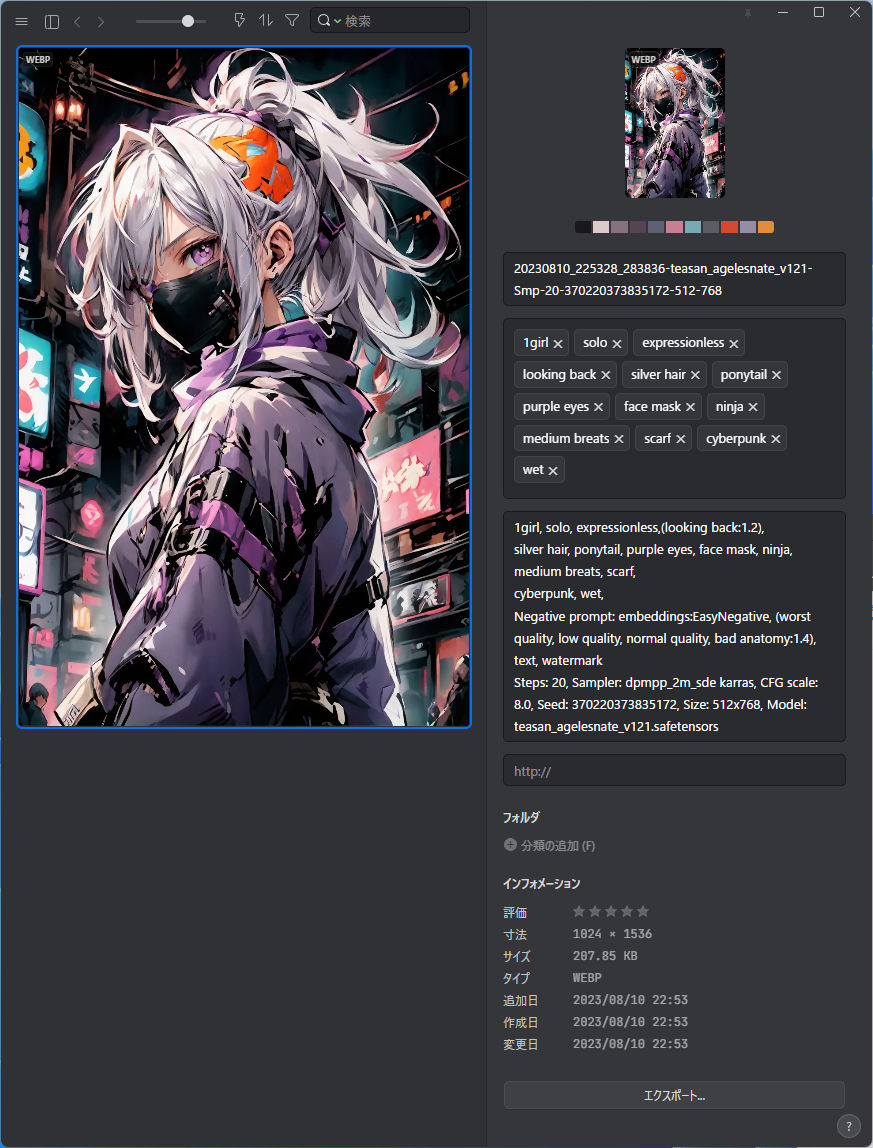 検索
WEBP
WEBP
20230810_225328_283836-teasan_agelesnate_v121-
Smp-20-370220373835172-512-768
1girl × solo × expressionless ×
looking back × silver hair × ponytail ×
purple eyes × face mask × ninja ×
medium breats × scarf × cyberpunk ×
wet ×
1girl, solo, expressionless,(looking back:1.2),
silver hair, ponytail, purple eyes, face mask, ninja,
medium breats, scarf,
cyberpunk, wet,
Negative prompt: embeddings:EasyNegative, (worst
quality, low quality, normal quality, bad anatomy:1.4),
text, watermark
Steps: 20, Sampler: dpmpp_2m_sde karras, CFG scale:
8.0, Seed: 370220373835172, Size: 512x768, Model:
teasan_agelesnate_v121.safetensors
http://
フォルダ
分類の追加 (F)
インフォメーション
評価
寸法 1024 × 1536
サイズ 207.85 KB
タイプ WEBP
追加日 2023/08/10 22:53
作成日 2023/08/10 22:53
変更日 2023/08/10 22:53
エクスポート...
?